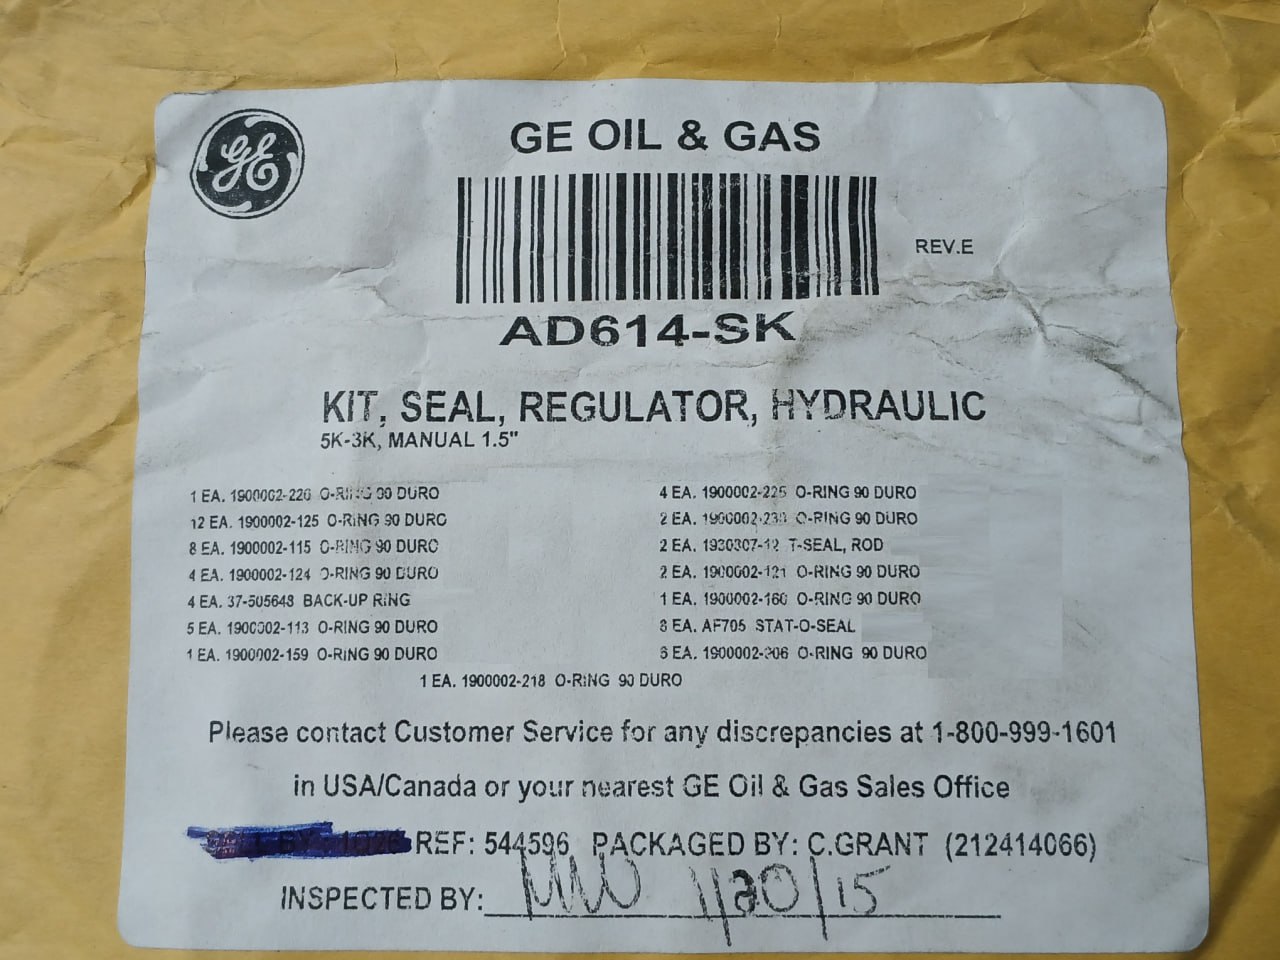 GE
GE OIL & GAS
REV.E
AD614-SK
KIT, SEAL, REGULATOR, HYDRAULIC
5K-3K, MANUAL 1.5"
1 EA. 1900002-220 O-RING 90 DURO
12 EA. 1900002-125 O-RING 90 DURO
8 EA. 1900002-115 O-RING 90 DURO
4 EA. 1900002-124 O-RING 90 DURO
4 EA. 37-505648 BACK-UP RING
5 EA. 1900002-113 O-RING 90 DURO
1 EA. 1900002-159 O-RING 90 DURO
4 EA. 1900002-225 O-RING 90 DURO
2 EA. O-RING 90 DURO
2 EA. 1930307-12 T-SEAL, ROD
2 EA. 1900002-121 O-RING 90 DURO
1 EA. 1900002-160 O-RING 90 DURO
EA. AF705 STAT-O-SEAL
EA. 1900002-206 O-RING 90 DURO
1 EA. 1900002-218 O-RING 90 DURO
Please contact Customer Service for any discrepancies at 1-800-999-1601
in USA/Canada or your nearest GE Oil & Gas Sales Office
REF: 544596 PACKAGED BY: C.GRANT (212414066)
INSPECTED BY: 1/20/15